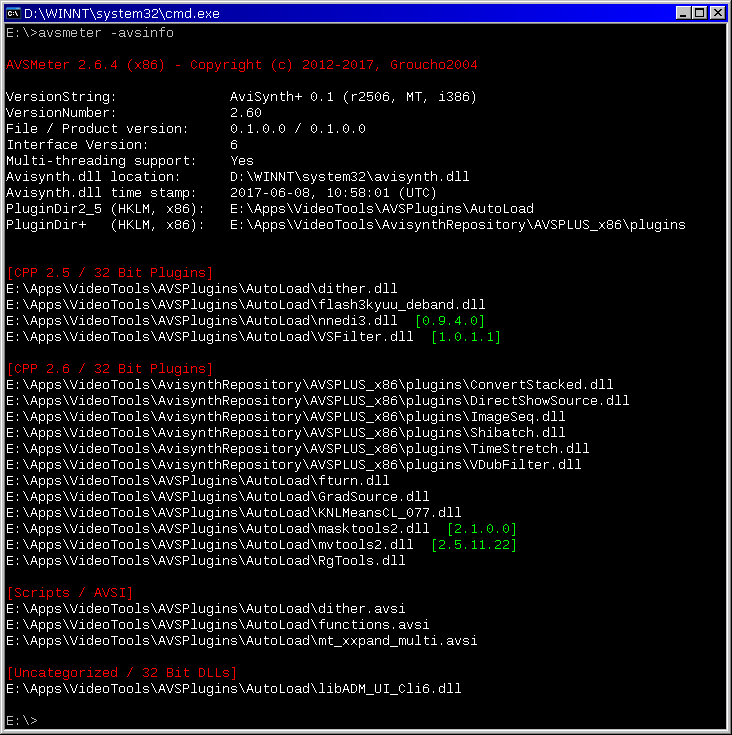 D:\WINNT\system32\cmd.exe
E:\>avsmeter -avsinfo
AVSMeter 2.6.4 (x86) - Copyright (c) 2012-2017, Groucho2004
VersionString: AviSynth+ 0.1 (r2506, MT, i386)
VersionNumber: 2.60
File / Product version: 0.1.0.0 / 0.1.0.0
Interface Version: 6
Multi-threading support: Yes
Avisynth.dll location: D:\WINNT\system32\avisynth.dll
Avisynth.dll time stamp: 2017-06-08, 10:58:01 (UTC)
PluginDir2_5 (HKLM, x86): E:\Apps\VideoTools\AVSPlugins\AutoLoad
PluginDir+ (HKLM, x86): E:\Apps\VideoTools\AvisynthRepository\AVSPLUS_x86\plugins
[CPP 2.5 / 32 Bit Plugins]
E:\Apps\VideoTools\AVSPlugins\AutoLoad\dither.dll
E:\Apps\VideoTools\AVSPlugins\AutoLoad\flash3kyuu_deband.dll
E:\Apps\VideoTools\AVSPlugins\AutoLoad\nnedi3.dll [0.9.4.0]
E:\Apps\VideoTools\AVSPlugins\AutoLoad\VSFilter.dll [1.0.1.1]
[CPP 2.6 / 32 Bit Plugins]
E:\Apps\VideoTools\AvisynthRepository\AVSPLUS_x86\plugins\ConvertStacked.dll
E:\Apps\VideoTools\AvisynthRepository\AVSPLUS_x86\plugins\DirectShowSource.dll
E:\Apps\VideoTools\AvisynthRepository\AVSPLUS_x86\plugins\ImageSeq.dll
E:\Apps\VideoTools\AvisynthRepository\AVSPLUS_x86\plugins\Shibatch.dll
E:\Apps\VideoTools\AvisynthRepository\AVSPLUS_x86\plugins\TimeStretch.dll
E:\Apps\VideoTools\AvisynthRepository\AVSPLUS_x86\plugins\VDubFilter.dll
E:\Apps\VideoTools\AVSPlugins\AutoLoad\fturn.dll
E:\Apps\VideoTools\AVSPlugins\AutoLoad\GradSource.dll
E:\Apps\VideoTools\AVSPlugins\AutoLoad\KNLMeansCL_077.dll
E:\Apps\VideoTools\AVSPlugins\AutoLoad\masktools2.dll [2.1.0.0]
E:\Apps\VideoTools\AVSPlugins\AutoLoad\mvtools2.dll [2.5.11.22]
E:\Apps\VideoTools\AVSPlugins\AutoLoad\RgTools.dll
[Scripts / AVSI]
E:\Apps\VideoTools\AVSPlugins\AutoLoad\dither.avsi
E:\Apps\VideoTools\AVSPlugins\AutoLoad\functions.avsi
E:\Apps\VideoTools\AVSPlugins\AutoLoad\mt_xxpand_multi.avsi
[Uncategorized / 32 Bit DLLs]
E:\Apps\VideoTools\AVSPlugins\AutoLoad\libADM_UI_Cli6.dll
E:\>